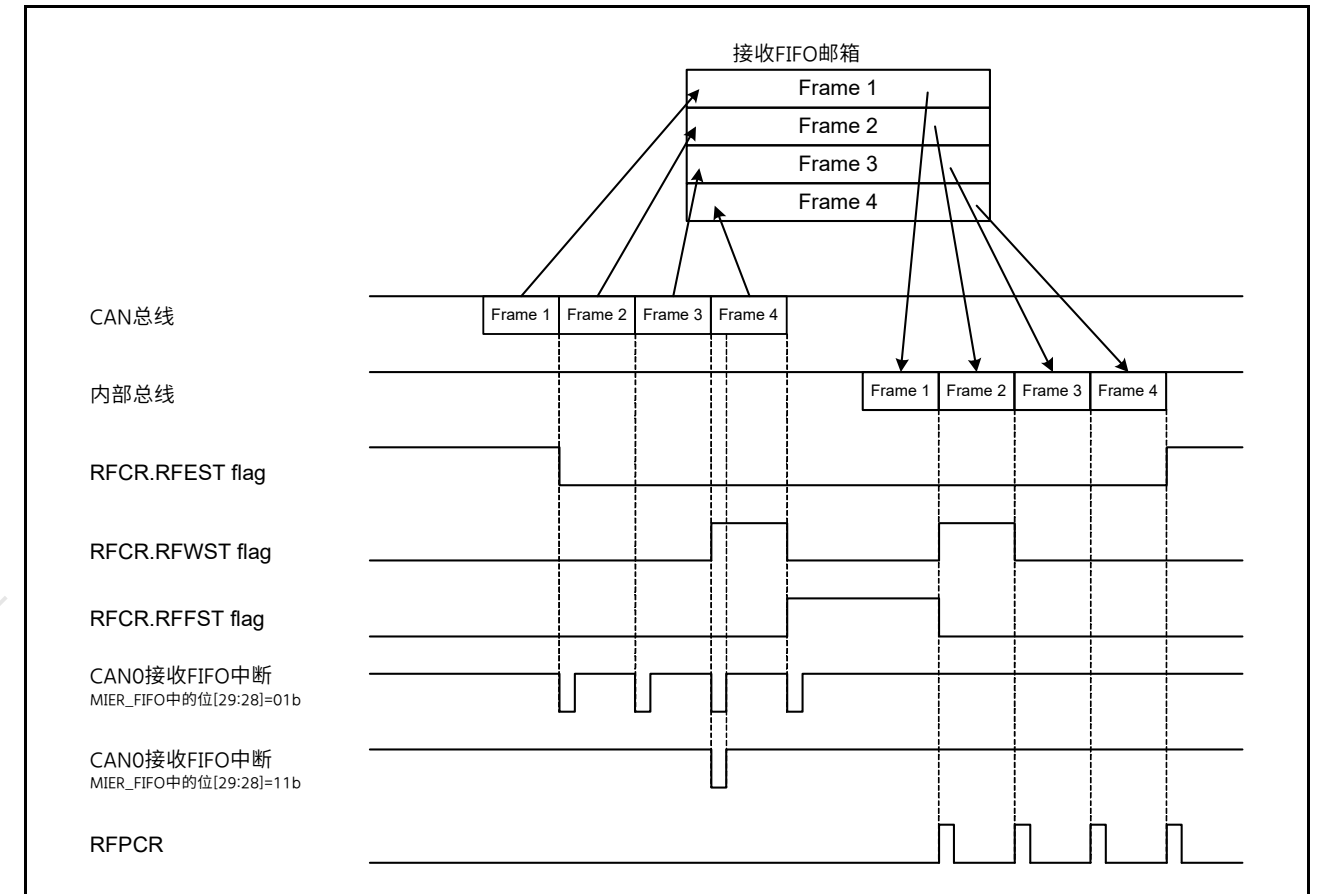 接收FIFO邮箱
Frame 1
Frame 2
Frame 3
Frame 4
CAN总线
Frame 1 Frame 2 Frame 3 Frame 4
内部总线
Frame 1 Frame 2 Frame 3 Frame 4
RFCR.RFEST flag
RFCR.RFWST flag
RFCR.RFFST flag
CAN0接收FIFO中断
MIER_FIFO中的位[29:28]=01b
CAN0接收FIFO中断
MIER_FIFO中的位[29:28]=11b
RFPCR